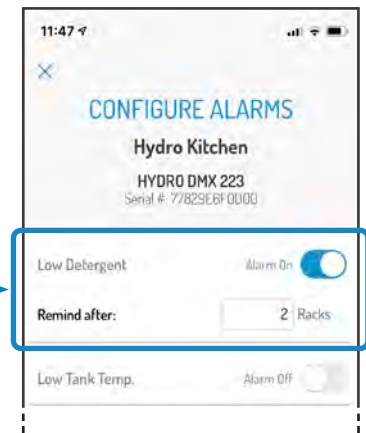 11:47
CONFIGURE ALARMS
Hydro Kitchen
HYDRO DMX 223
Serial #: 77829E6F0D00
Low Detergent Alarm On
Remind after: 2 Racks
Low Tank Temp. Alarm Off